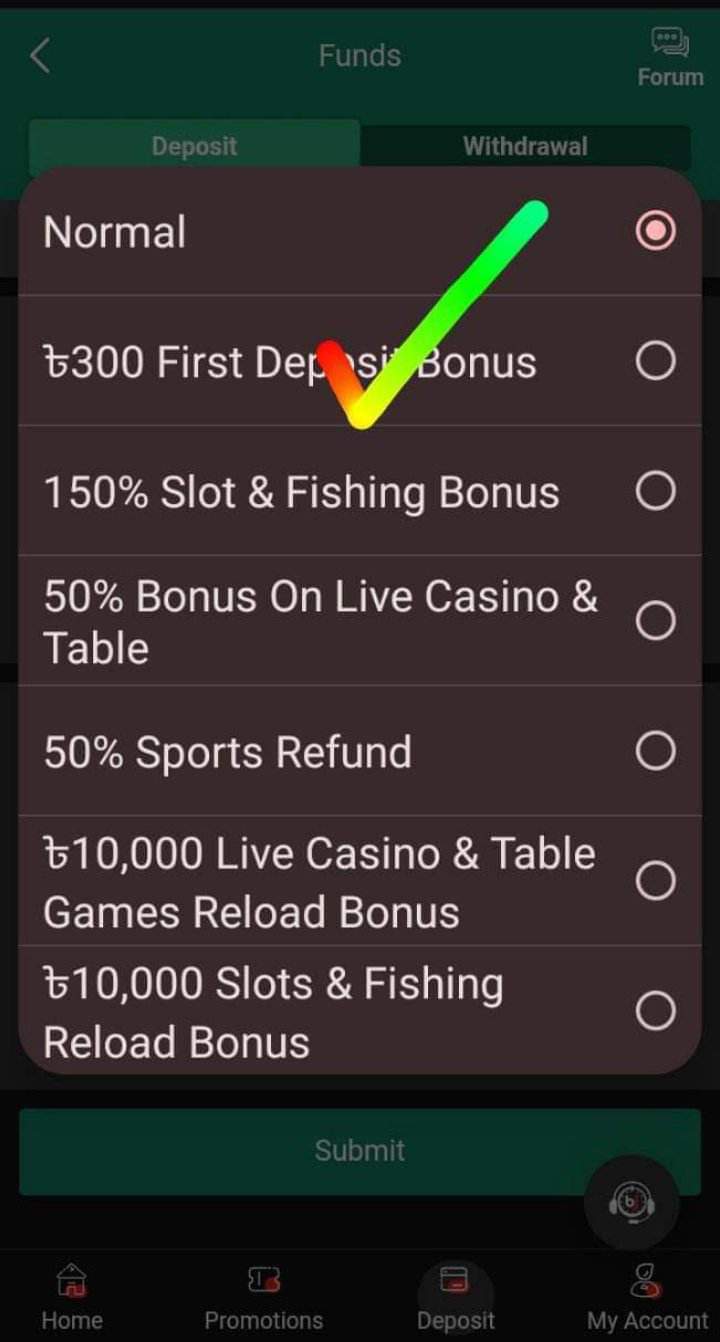 Funds
Forum
Deposit
Withdrawal
Normal
৳300 First Deposit Bonus
150% Slot & Fishing Bonus
50% Bonus On Live Casino &
Table
50% Sports Refund
৳10,000 Live Casino & Table
Games Reload Bonus
৳10,000 Slots & Fishing
Reload Bonus
Submit
Home
Promotions
Deposit
My Account